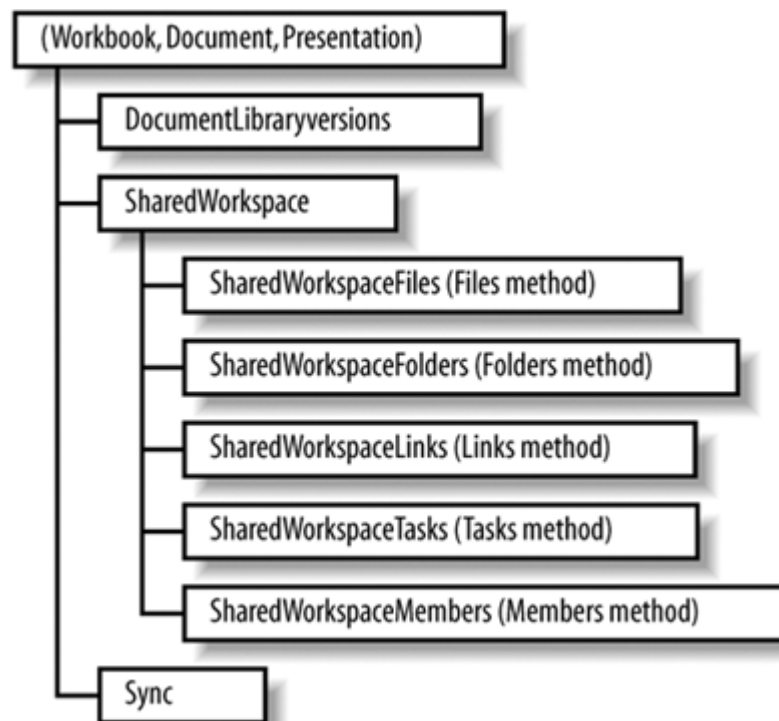 (Workbook, Document, Presentation)
DocumentLibraryversions
SharedWorkspace
SharedWorkspaceFiles (Files method)
SharedWorkspaceFolders (Folders method)
SharedWorkspaceLinks (Links method)
SharedWorkspaceTasks (Tasks method)
SharedWorkspaceMembers (Members method)
Sync